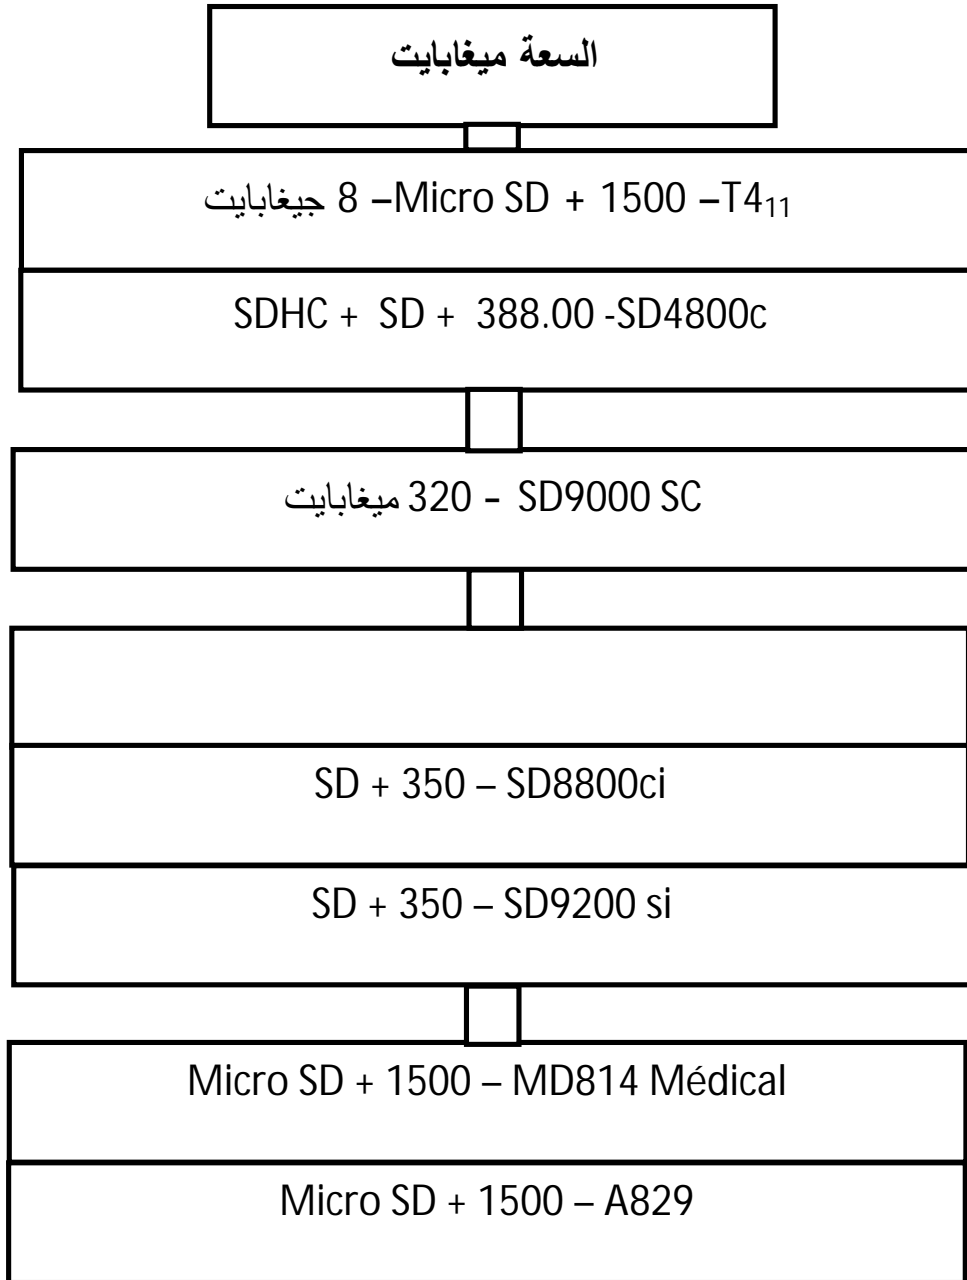 السعة ميغابايت
T4₁₁– 1500 + Micro SD– 8 جيغابايت
SDHC + SD + 388.00 -SD4800c
SD9000 SC - 320 ميغابايت
SD + 350 – SD8800ci
SD + 350 – SD9200 si
Micro SD + 1500 – MD814 Médical
Micro SD + 1500 – A829